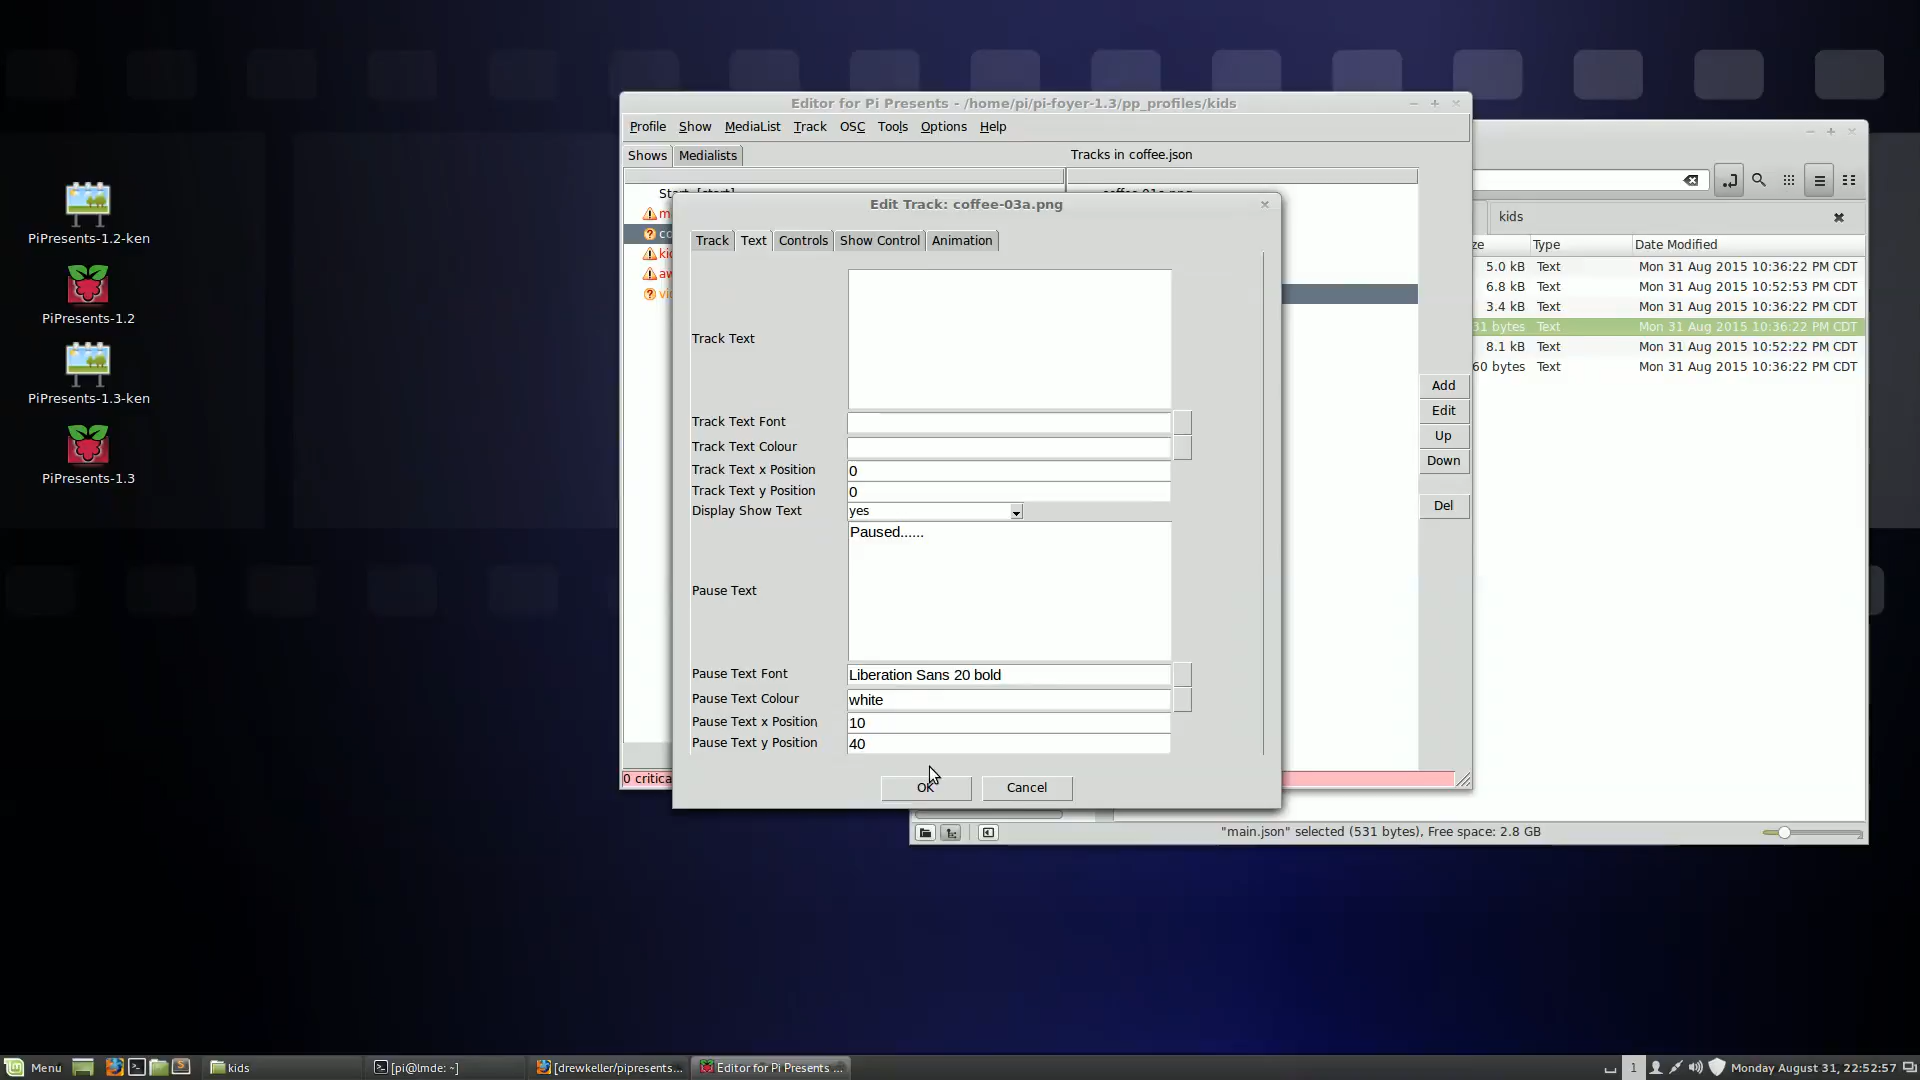 PiPresents-1.2-ken
PiPresents-1.2
PiPresents-1.3-ken
PiPresents-1.3
Editor for Pi Presents - /home/pi/pi-foyer-1.3/pp_profiles/kids
Profile Show MediaList Track OSC Tools Options Help
Shows Medialists
Tracks in coffee.json
Edit Track: coffee-03a.png
Track Text Controls Show Control Animation
Track Text
Track Text Font
Track Text Colour
Track Text x Position 0
Track Text y Position 0
Display Show Text yes
Paused......
Pause Text
Pause Text Font Liberation Sans 20 bold
Pause Text Colour white
Pause Text x Position 10
Pause Text y Position 40
OK Cancel
0 critica
Add
Edit
Up
Down
Del
kids
ze Type Date Modified
5.0 kB Text Mon 31 Aug 2015 10:36:22 PM CDT
6.8 kB Text Mon 31 Aug 2015 10:52:53 PM CDT
3.4 kB Text Mon 31 Aug 2015 10:36:22 PM CDT
31 bytes Text Mon 31 Aug 2015 10:36:22 PM CDT
8.1 kB Text Mon 31 Aug 2015 10:52:22 PM CDT
60 bytes Text Mon 31 Aug 2015 10:36:22 PM CDT
"main.json" selected (531 bytes), Free space: 2.8 GB
Menu kids [pi@lmde: ~] [drewkeller/pipresents... Editor for Pi Presents ... 1 Monday August 31, 22:52:57